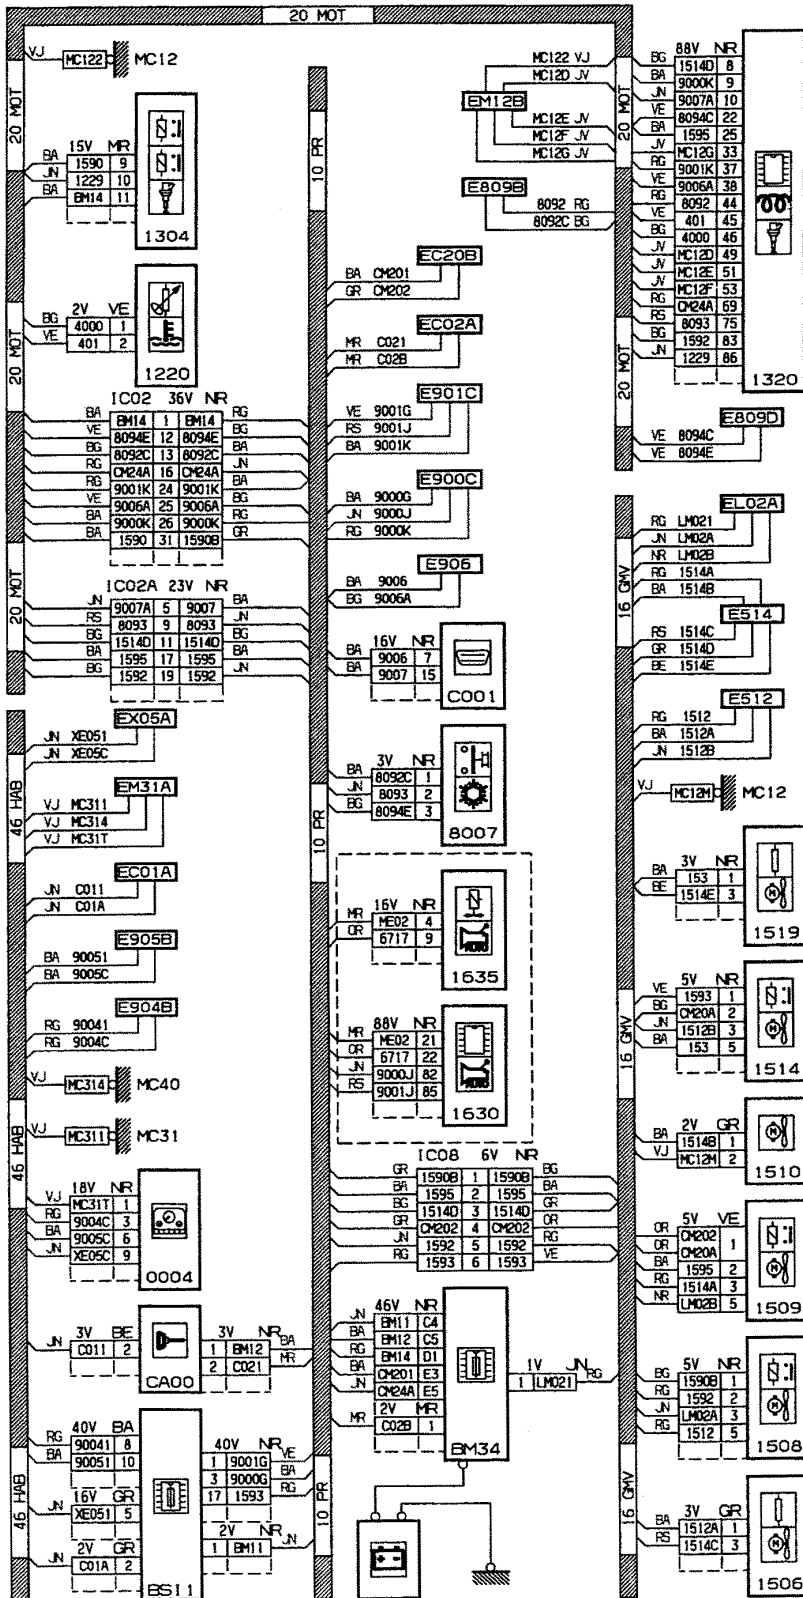 20 MOT
VJ MC122 MC12
20 MOT
15V MR
BA 1590 9
JN 1229 10
BA BM14 11
1304
2V VE
BG 4000 1
VE 401 2
1220
20 MOT
IC02 36V NR
BA BM14 1 BM14 RG
VE 8094E 12 8094E BG
BG 8092C 13 8092C BA
RG CM24A 16 CM24A JN
RG 9001K 24 9001K BA
VE 9006A 25 9006A RG
BA 9000K 26 9000K RG
BA 1590 31 1590B GR
20 MOT
IC02A 23V NR
JN 9007A 5 9007 BA
RS 8093 9 8093 JN
BG 1514D 11 1514D BG
BA 1595 17 1595 BA
BG 1592 19 1592 JN
46 HAB
EX05A
JN XE051
JN XE05C
EM31A
VJ MC311
VJ MC314
VJ MC31T
EC01A
JN C011
JN C01A
E905B
BA 90051
BA 9005C
E904B
RG 90041
RG 9004C
VJ MC314 MC40
46 HAB
VJ MC311 MC31
18V NR
VJ MC31T 1
RG 9004C 3
BA 9005C 6
JN XE05C 9
0004
3V BE
JN C011 2
CA00
3V NR
1 BM12 BA
2 C021 MR
46 HAB
40V BA
RG 90041 8
BA 90051 10
16V GR
JN XE051 5
2V GR
JN C01A 2
BSI1
40V NR
1 9001G VE
3 9000G BA
17 1593 RG
2V NR
1 BM11 JN
10 PR
EC20B
BA CM201
GR CM202
EC02A
MR C021
MR C02B
E901C
VE 9001G
RS 9001J
BA 9001K
E900C
BA 9000G
JN 9000J
RG 9000K
E906
BA 9006
BG 9006A
16V NR
BA 9006 7
BA 9007 15
C001
3V NR
BA 8092C 1
JN 8093 2
BG 8094E 3
8007
10 PR
16V NR
MR ME02 4
OR 6717 9
1635
88V NR
MR ME02 21
OR 6717 22
JN 9000J 82
RS 9001J 85
1630
IC08 6V NR
GR 1590B 1 1590B BG
BA 1595 2 1595 BA
BG 1514D 3 1514D GR
GR CM202 4 CM202 OR
JN 1592 5 1592 RG
RG 1593 6 1593 VE
46V NR
JN BM11 C4
BA BM12 C5
RG BM14 D1
BA CM201 E3
JN CM24A E5
2V MR
MR C02B 1
BM34
1V JN
1 LM021 RG
10 PR
MC122 VJ
MC12D JV
EM12B
MC12E JV
MC12F JV
MC12G JV
E809B
8092 RG
8092C BG
20 MOT
88V NR
BG 1514D 8
BA 9000K 9
JN 9007A 10
VE 8094C 22
BA 1595 25
JV MC12G 33
RG 9001K 37
VE 9006A 38
RG 8092 44
VE 401 45
BG 4000 46
JV MC12D 49
JV MC12E 51
JV MC12F 53
RG CM24A 69
RS 8093 75
BG 1592 83
JN 1229 86
1320
20 MOT
E809D
VE 8094C
VE 8094E
16 GMV
EL02A
RG LM021
JN LM02A
NR LM02B
RG 1514A
BA 1514B
E514
RS 1514C
GR 1514D
BE 1514E
E512
RG 1512
BA 1512A
JN 1512B
VJ MC12M MC12
3V NR
BA 153 1
BE 1514E 3
1519
16 GMV
5V NR
VE 1593 1
BG CM20A 2
JN 1512B 3
BA 153 5
1514
2V GR
BA 1514B 1
VJ MC12M 2
1510
5V VE
OR CM202
OR CM20A 1
BA 1595 2
RG 1514A 3
NR LM02B 5
1509
5V NR
BG 1590B 1
RG 1592 2
JN LM02A 3
RG 1512 5
1508
16 GMV
3V GR
BA 1512A 1
RS 1514C 3
1506